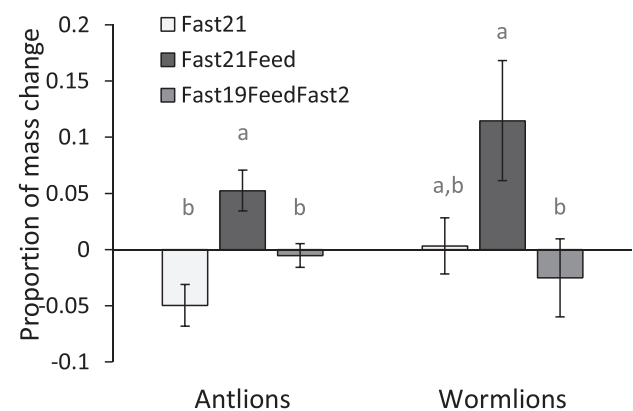 Proportion of mass change
0.2
0.15
0.1
0.05
0
-0.05
-0.1
Fast21
Fast21Feed
Fast19FeedFast2
b
a
b
a,b
a
b
Antlions
Wormlions